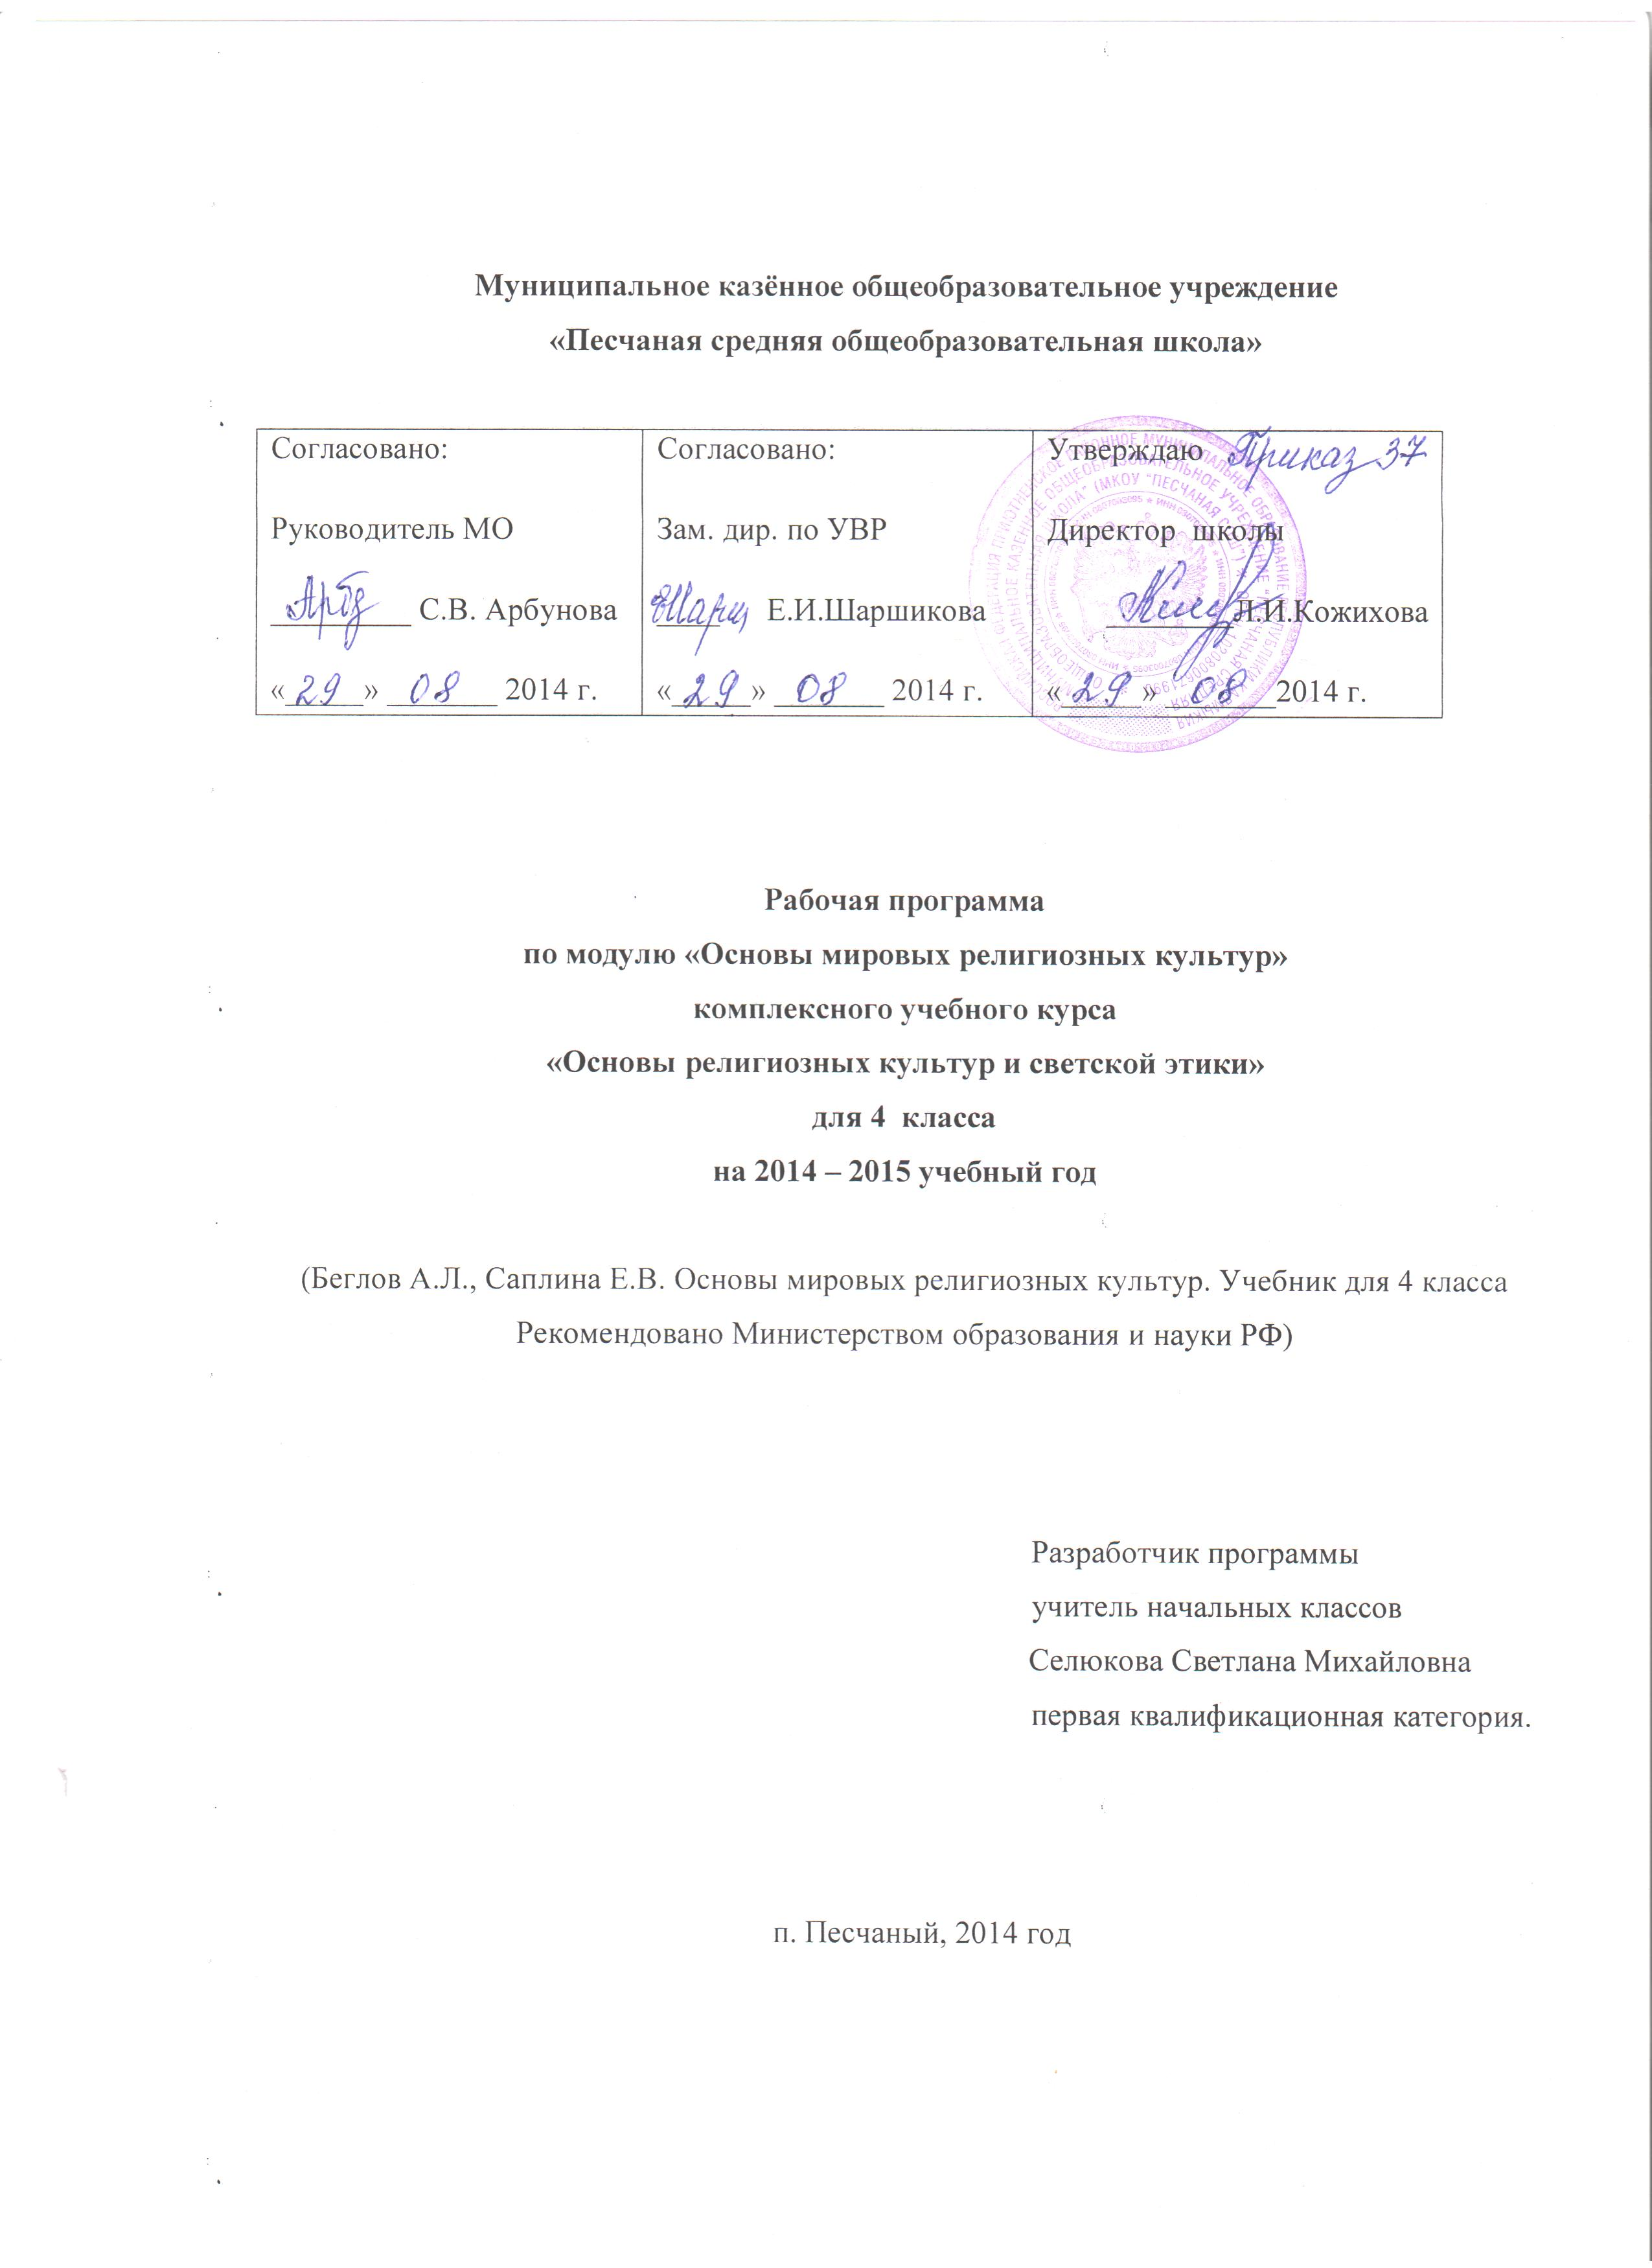 Муниципальное казённое общеобразовательное учреждение
«Песчаная средняя общеобразовательная школа»
Согласовано:
Руководитель МО
С.В. Арбунова
«29» 08 2014 г.
Согласовано:
Зам. дир. по УВР
Е.И.Шаршикова
«29» 08 2014 г.
Утверждаю Приказ 37
Директор школы
Л.И.Кожихова
«29» 08 2014 г.
Рабочая программа
по модулю «Основы мировых религиозных культур»
комплексного учебного курса
«Основы религиозных культур и светской этики»
для 4 класса
на 2014 – 2015 учебный год
(Беглов А.Л., Саплина Е.В. Основы мировых религиозных культур. Учебник для 4 класса
Рекомендовано Министерством образования и науки РФ)
Разработчик программы
учитель начальных классов
Селюкова Светлана Михайловна
первая квалификационная категория.
п. Песчаный, 2014 год